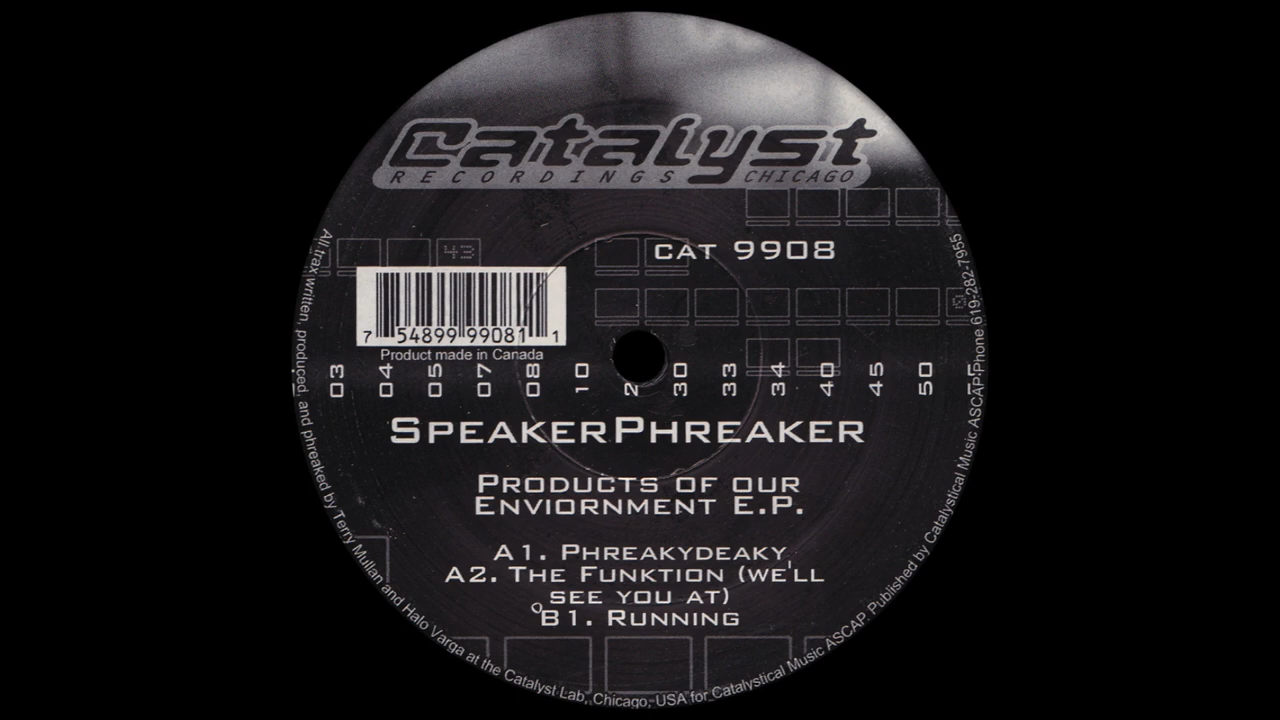 Catalyst
RECORDINGS CHICAGO
CAT 9908
43
7 54899 99081 1
Product made in Canada
03 04 05 07 08 10 2 30 33 34 40 45 50
SpeakerPhreaker
Products of our
Enviornment E.P.
A1. Phreakydeaky
A2. The Funktion (we'll
see you at)
B1. Running
All trax written, produced, and phreaked by Terry Mullan and Halo Varga at the Catalyst Lab, Chicago, USA for Catalystical Music ASCAP. Published by Catalystical Music ASCAP. Phone 619-282-7955